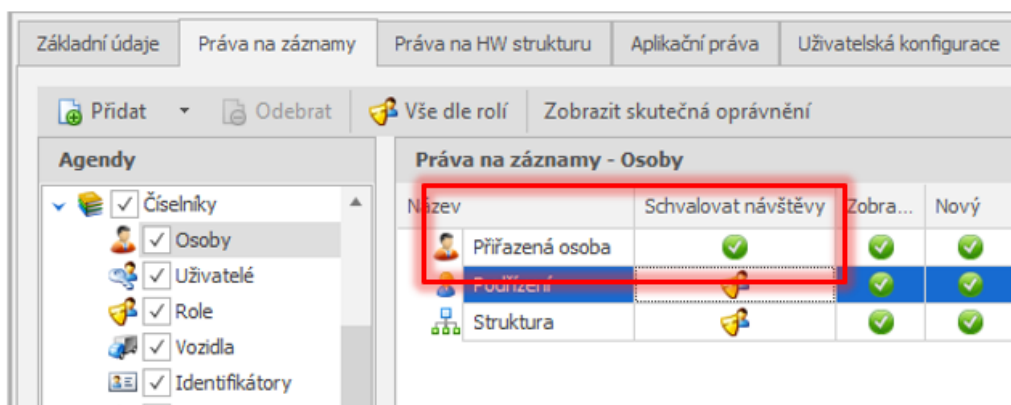 Základní údaje Práva na záznamy Práva na HW strukturu Aplikační práva Uživatelská konfigurace
Přidat Odebrat Vše dle rolí Zobrazit skutečná oprávnění
Agendy
Číselníky
Osoby
Uživatelé
Role
Vozidla
Identifikátory
Práva na záznamy - Osoby
Název Schvalovat návštěvy Zobra... Nový
Přiřazená osoba
Podřízení
Struktura